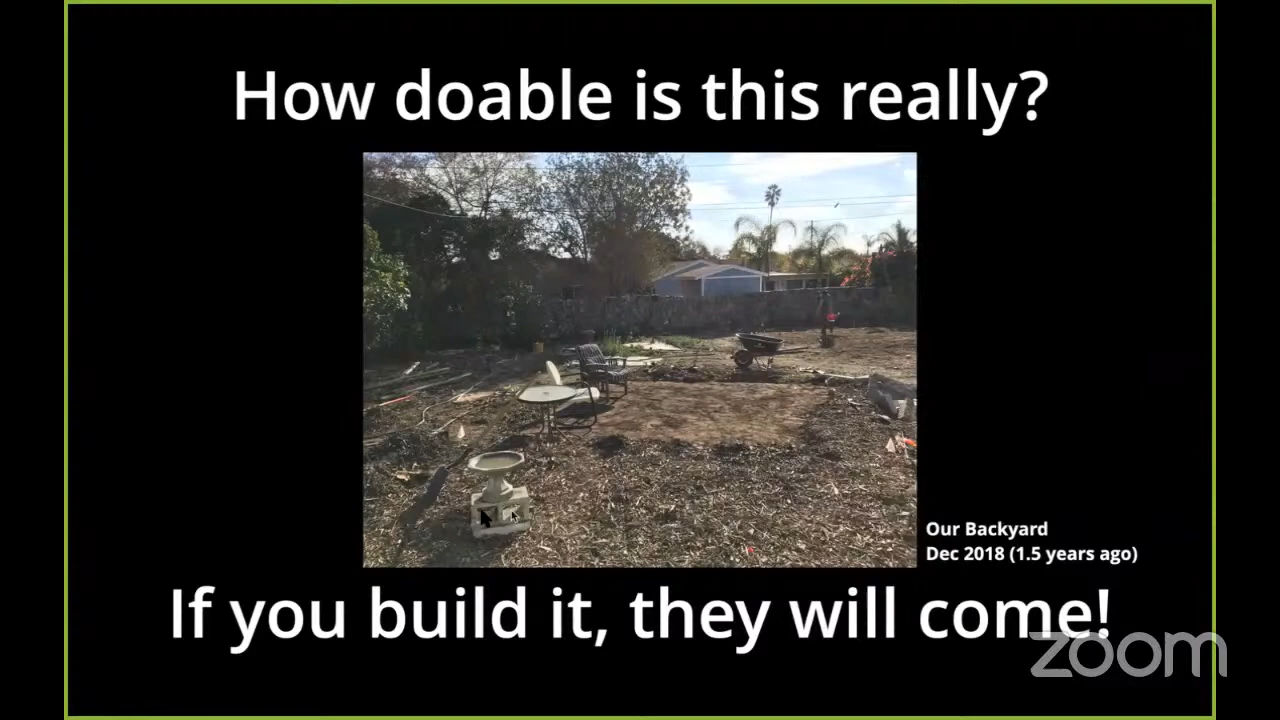 How doable is this really?
Our Backyard
Dec 2018 (1.5 years ago)
If you build it, they will come!
zoom